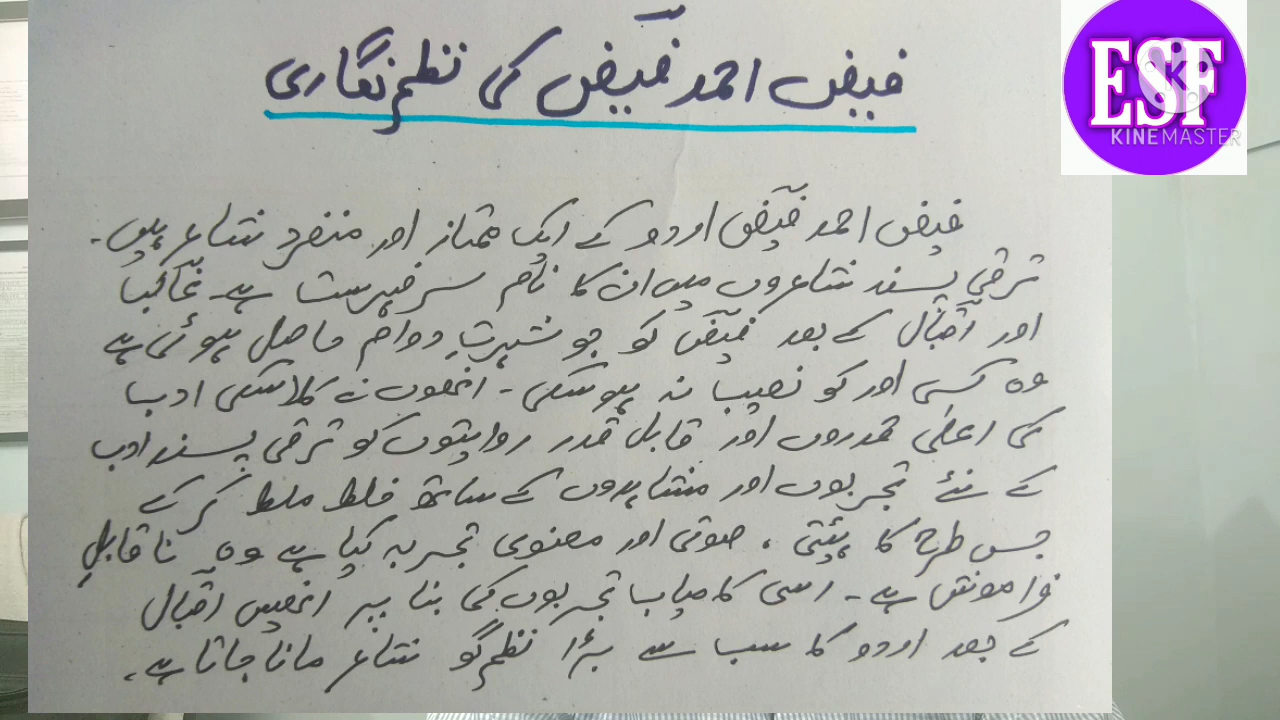 فیض احمد فیضؔ کی نظم نگاری
ESF
K
KINEMASTER
فیض احمد فیضؔ اردو کے ایک ممتاز اور منفرد شاعر ہیں۔
ترقی پسند شاعروں میں ان کا نام سرفہرست ہے۔ غالبؔ
اور اقبالؔ کے بعد فیضؔ کو جو شہرتِ دوام حاصل ہوئی ہے
وہ کسی اور کو نصیب نہ ہو سکی۔ انھوں نے کلاسکی ادب
کی اعلٰی قدروں اور قابل قدر روایتوں کو ترقی پسند ادب
کے نئے تجربوں اور مشاہدوں کے ساتھ خلط ملط کر کے
جس طرح کا ہیئتی ، صوتی اور معنوی تجربہ کیا ہے وہ ناقابلِ
فراموش ہے۔ اسی کامیاب تجربوں کی بنا پر انھیں اقبال
کے بعد اردو کا سب سے بڑا نظم گو شاعر مانا جاتا ہے۔